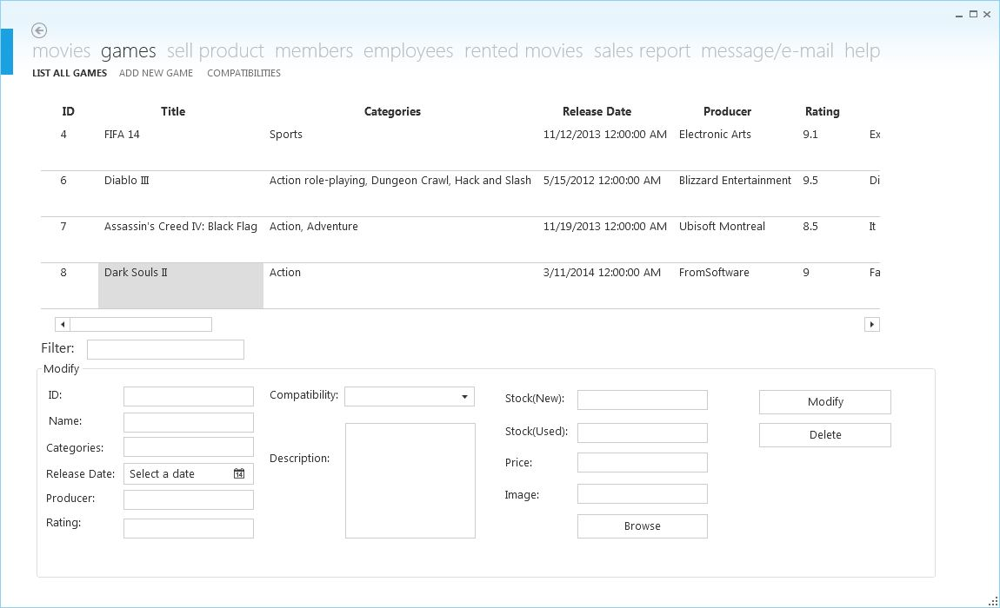 movies games sell product members employees rented movies sales report message/e-mail help
LIST ALL GAMES ADD NEW GAME COMPATIBILITIES
ID Title Categories Release Date Producer Rating
4 FIFA 14 Sports 11/12/2013 12:00:00 AM Electronic Arts 9.1 Ex
6 Diablo III Action role-playing, Dungeon Crawl, Hack and Slash 5/15/2012 12:00:00 AM Blizzard Entertainment 9.5 Di
7 Assassin's Creed IV: Black Flag Action, Adventure 11/19/2013 12:00:00 AM Ubisoft Montreal 8.5 It
8 Dark Souls II Action 3/11/2014 12:00:00 AM FromSoftware 9 Fa
Filter:
Modify
ID: Compatibility: Stock(New): Modify
Name: Stock(Used): Delete
Categories:
Description: Price:
Release Date: Select a date 14
Producer: Image:
Rating: Browse